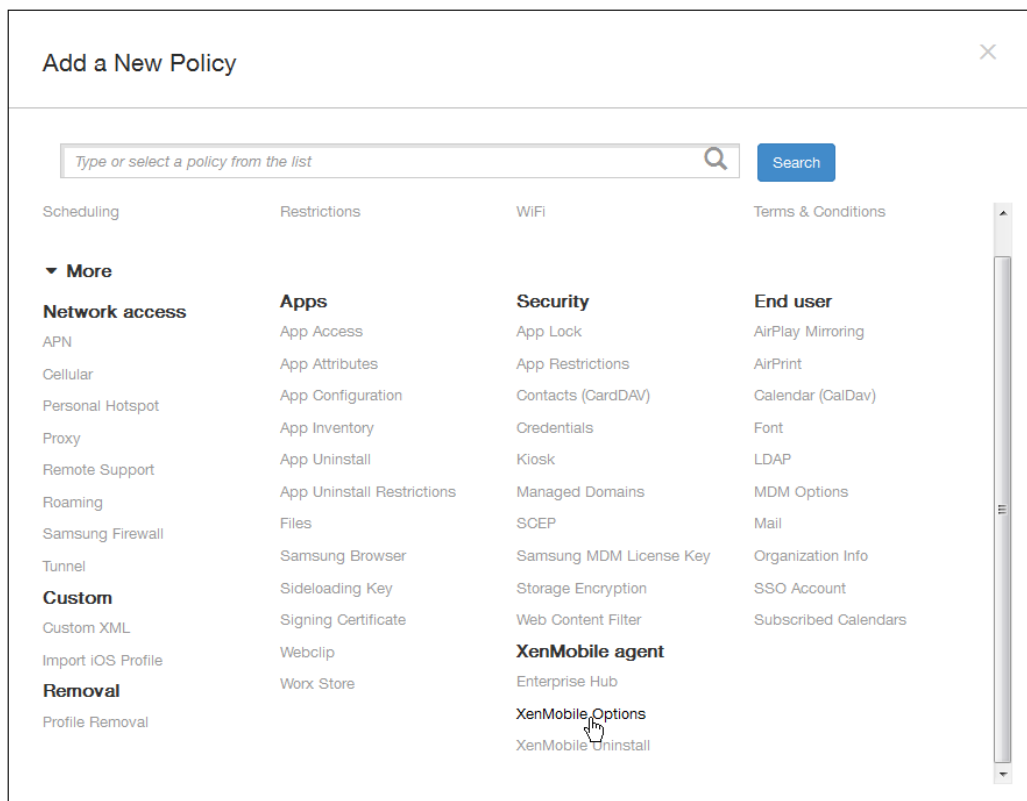 Add a New Policy
Type or select a policy from the list
Search
Scheduling
Restrictions
WiFi
Terms & Conditions
More
Network access
APN
Cellular
Personal Hotspot
Proxy
Remote Support
Roaming
Samsung Firewall
Tunnel
Custom
Custom XML
Import iOS Profile
Removal
Profile Removal
Apps
App Access
App Attributes
App Configuration
App Inventory
App Uninstall
App Uninstall Restrictions
Files
Samsung Browser
Sideloading Key
Signing Certificate
Webclip
Worx Store
Security
App Lock
App Restrictions
Contacts (CardDAV)
Credentials
Kiosk
Managed Domains
SCEP
Samsung MDM License Key
Storage Encryption
Web Content Filter
XenMobile agent
Enterprise Hub
XenMobile Options
XenMobile Uninstall
End user
AirPlay Mirroring
AirPrint
Calendar (CalDav)
Font
LDAP
MDM Options
Mail
Organization Info
SSO Account
Subscribed Calendars